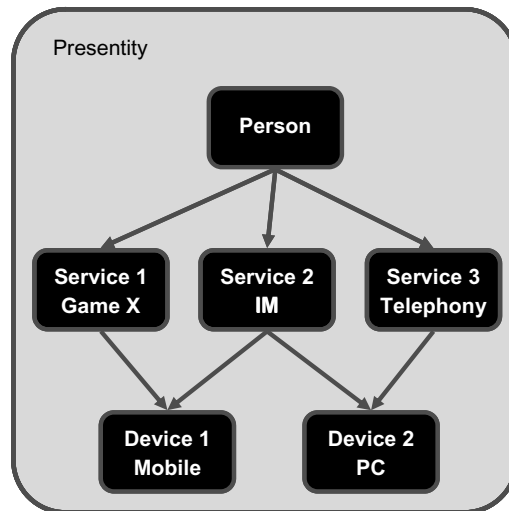 Presentity
Person
Service 1
Game X
Service 2
IM
Service 3
Telephony
Device 1
Mobile
Device 2
PC